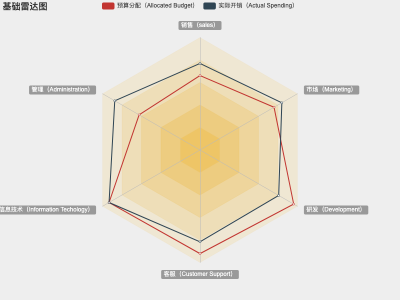 基础雷达图
预算分配（Allocated Budget）
实际开销（Actual Spending）
销售（sales）
管理（Administration）
市场（Marketing）
信息技术（Information Techology）
研发（Development）
客服（Customer Support）